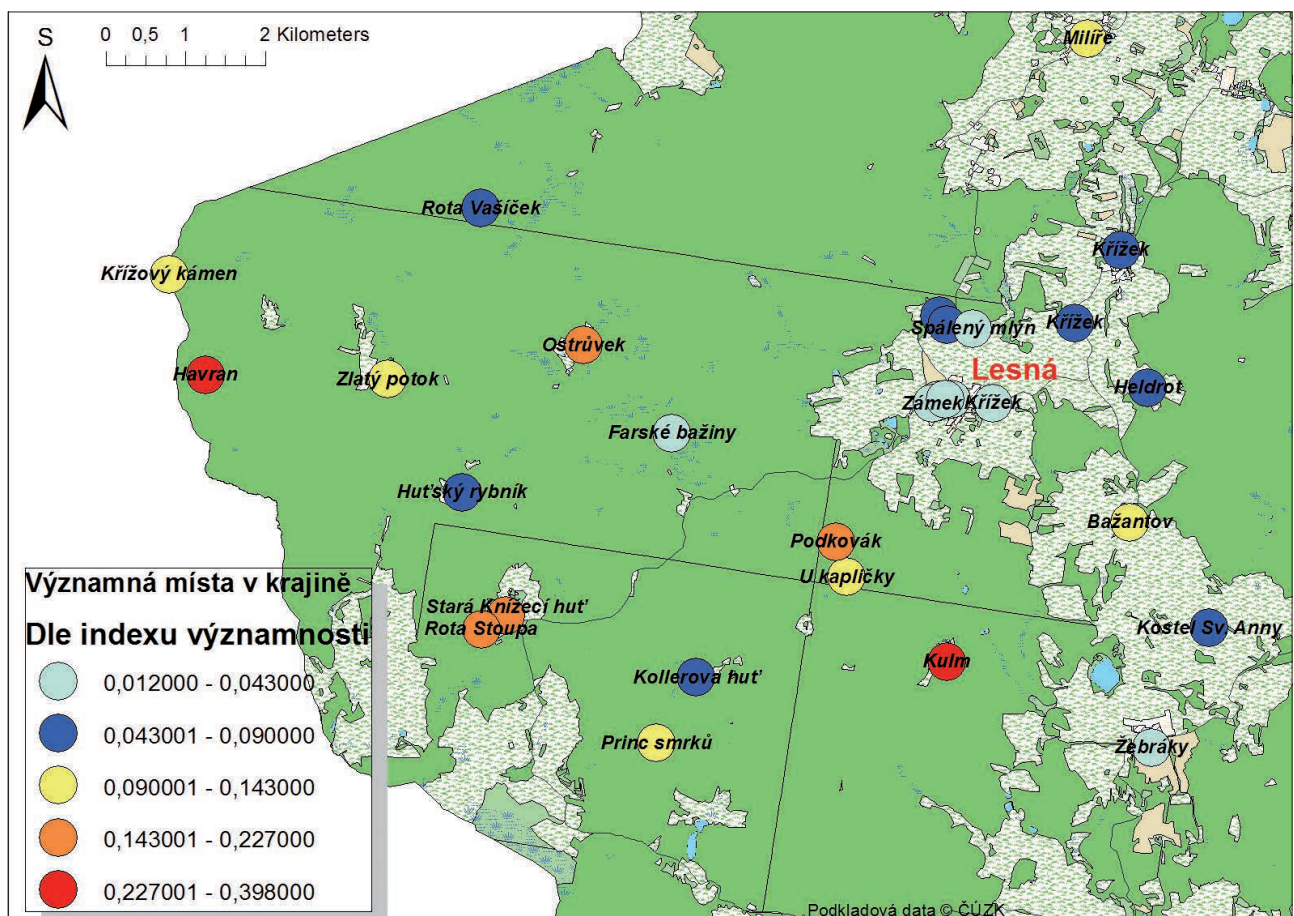 S
0 0,5 1 2 Kilometers
Milíře
Rota Vašíček
Křížek
Křížový kámen
Spálený mlýn
Křížek
Ostrůvek
Lesná
Havran
Zlatý potok
Heldrot
Zámek
Křížek
Farské bažiny
Huťský rybník
Bažantov
Podkovák
U kapličky
Stará Knížecí huť
Rota Stoupa
Kostel Sv. Anny
Kulm
Kollerova huť
Princ smrků
Žebráky
Významná místa v krajině
Dle indexu významnosti
0,012000 - 0,043000
0,043001 - 0,090000
0,090001 - 0,143000
0,143001 - 0,227000
0,227001 - 0,398000
Podkladová data © ČÚZK